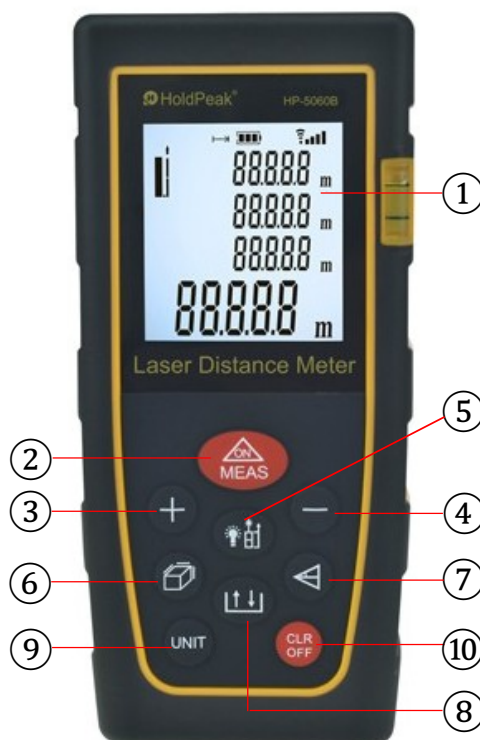 HoldPeak® HP-5060B
88.8.8.8 m
88.8.8.8 m
88.8.8.8 m
88.8.8.8 m
Laser Distance Meter
①
⑤
②
ON
MEAS
③
④
⑥
⑦
⑨
UNIT
CLR
OFF
⑩
⑧